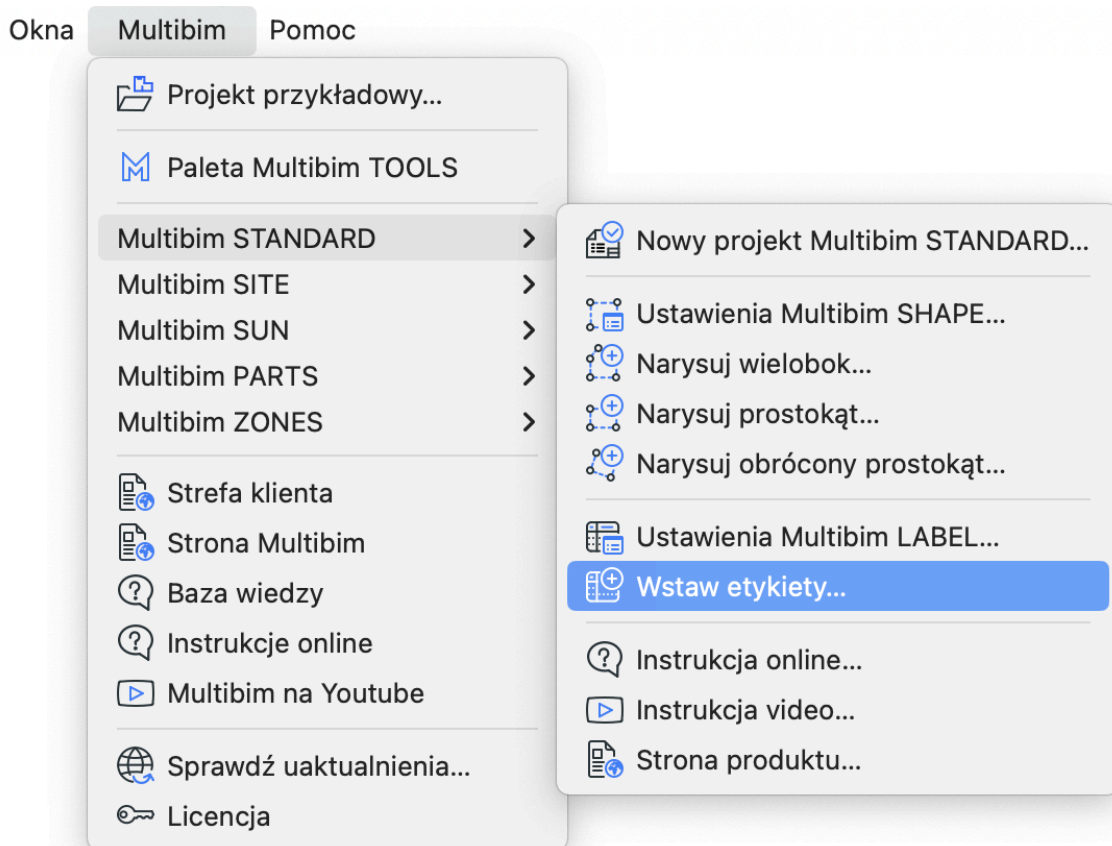 Okna Multibim Pomoc
Projekt przykładowy...
Paleta Multibim TOOLS
Multibim STANDARD
Multibim SITE
Multibim SUN
Multibim PARTS
Multibim ZONES
Strefa klienta
Strona Multibim
Baza wiedzy
Instrukcje online
Multibim na Youtube
Sprawdź uaktualnienia...
Licencja
Nowy projekt Multibim STANDARD...
Ustawienia Multibim SHAPE...
Narysuj wielobok...
Narysuj prostokąt...
Narysuj obrócony prostokąt...
Ustawienia Multibim LABEL...
Wstaw etykiety...
Instrukcja online...
Instrukcja video...
Strona produktu...